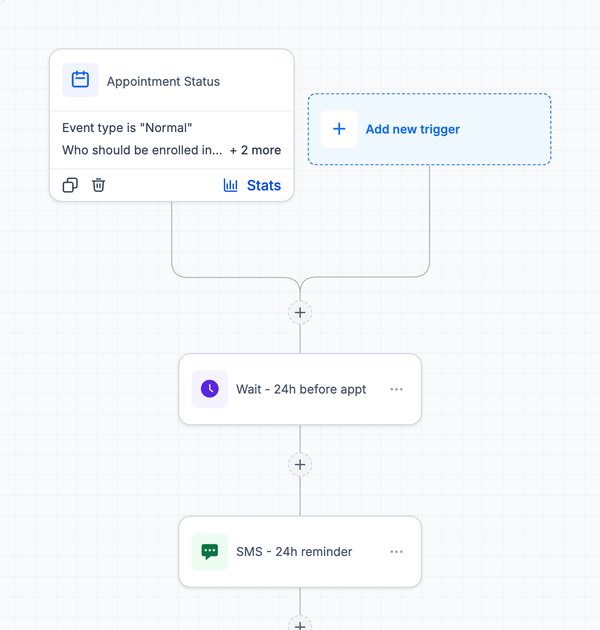 Appointment Status
Event type is "Normal"
Who should be enrolled in... + 2 more
Stats
Add new trigger
Wait - 24h before appt
SMS - 24h reminder